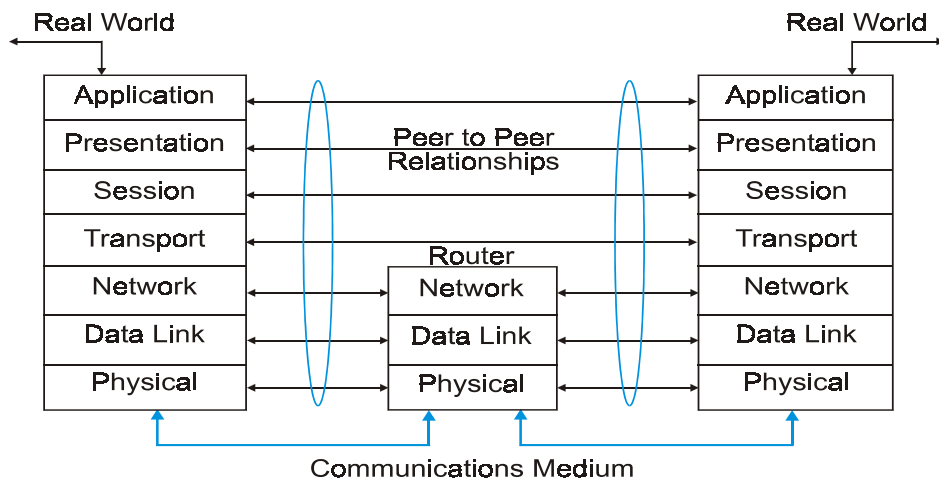 Real World
Real World
Application
Application
Presentation
Peer to Peer
Relationships
Presentation
Session
Session
Transport
Transport
Router
Network
Network
Network
Data Link
Data Link
Data Link
Physical
Physical
Physical
Communications Medium